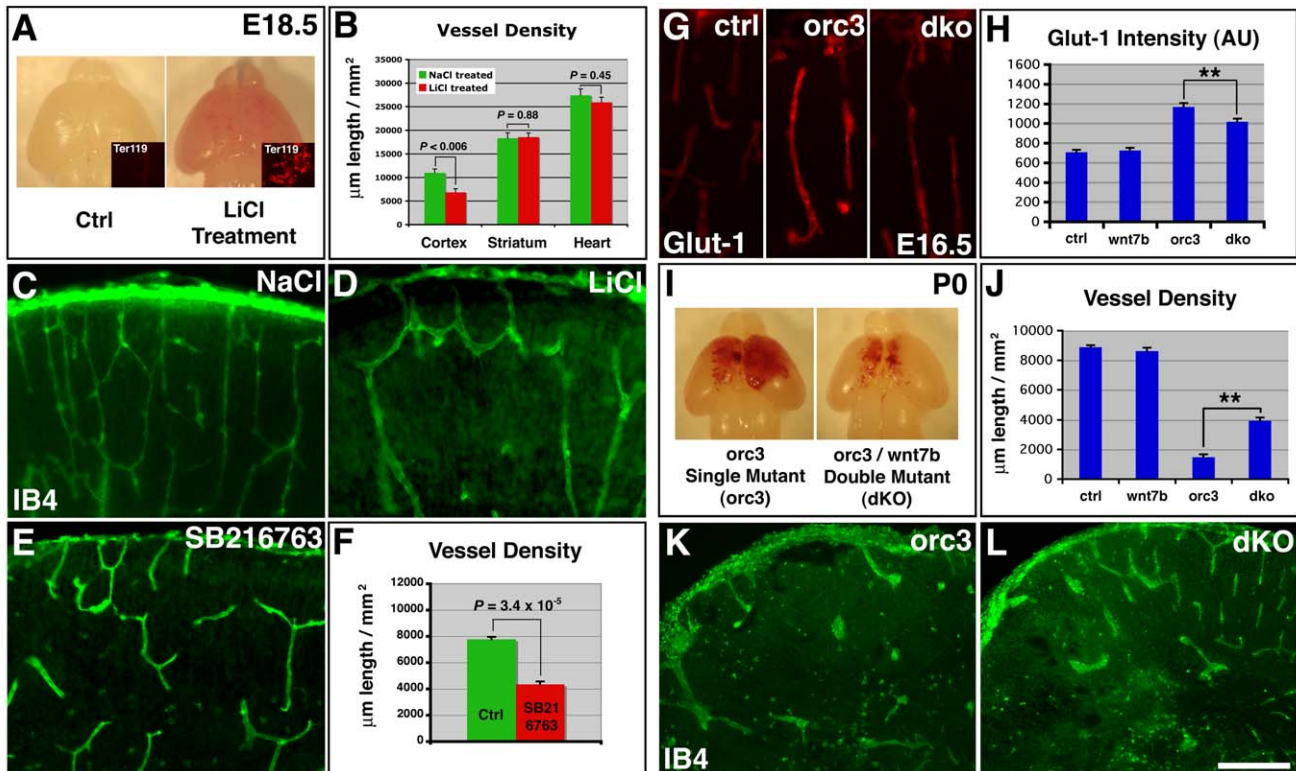 A E18.5
Ter119
Ter119
Ctrl
LiCl
Treatment
B
Vessel Density
µm length / mm²
35000
30000
25000
20000
15000
10000
5000
0
NaCl treated
LiCl treated
P < 0.006
P = 0.88
P = 0.45
Cortex Striatum Heart
C NaCl
IB4
D LiCl
E SB216763
F
Vessel Density
µm length / mm²
12000
10000
8000
6000
4000
2000
0
P = 3.4 x 10⁻⁵
Ctrl
SB21
6763
G ctrl orc3 dko
Glut-1 E16.5
H
Glut-1 Intensity (AU)
1600
1400
1200
1000
800
600
400
200
0
**
ctrl wnt7b orc3 dko
I P0
orc3
Single Mutant
(orc3)
orc3 / wnt7b
Double Mutant
(dKO)
J
Vessel Density
µm length / mm²
10000
8000
6000
4000
2000
0
**
ctrl wnt7b orc3 dko
K orc3
IB4
L dKO